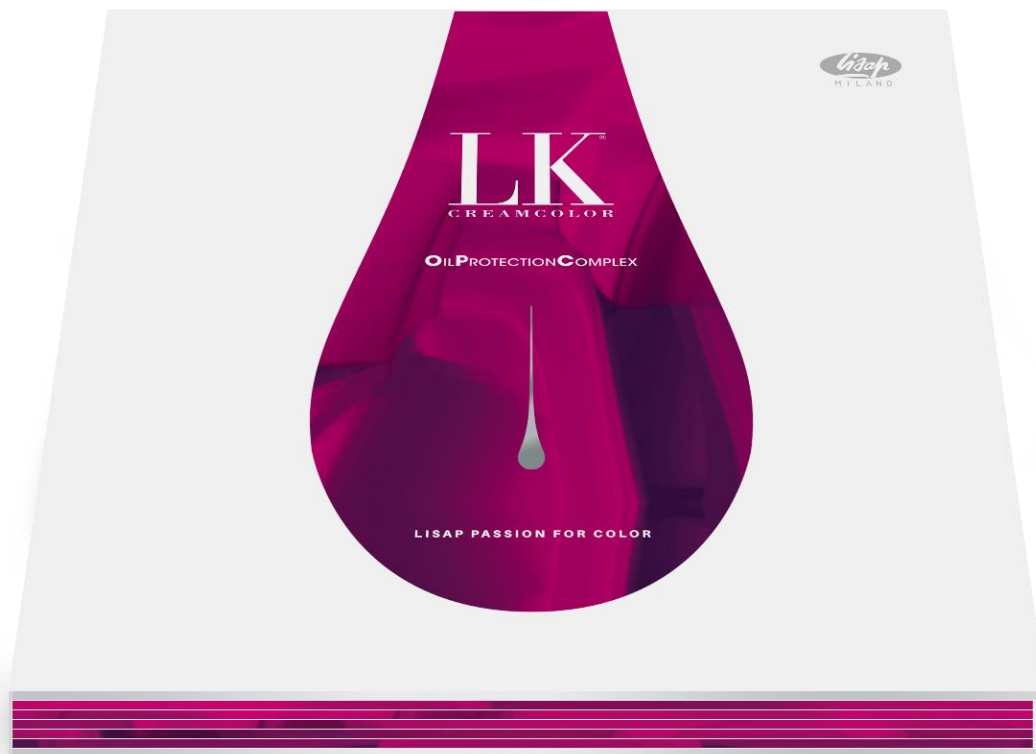 Lisap
MILANO
LK®
CREAMCOLOR
OILPROTECTIONCOMPLEX
LISAP PASSION FOR COLOR